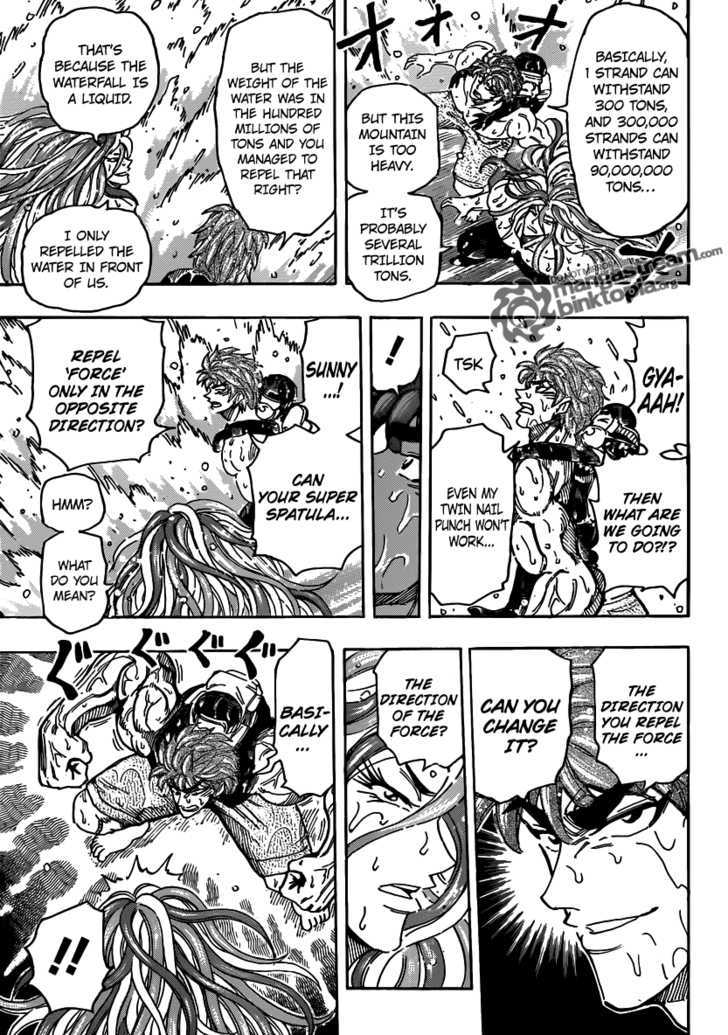 オオオ
BASICALLY,
1 STRAND CAN
WITHSTAND
300 TONS,
AND 300,000
STRANDS CAN
WITHSTAND
90,000,000
TONS...
BUT THIS
MOUNTAIN
IS TOO
HEAVY.
IT'S
PROBABLY
SEVERAL
TRILLION
TONS.
BUT THE
WEIGHT OF THE
WATER WAS IN
THE HUNDRED
MILLIONS OF
TONS AND YOU
MANAGED TO
REPEL THAT
RIGHT?
THAT'S
BECAUSE THE
WATERFALL IS
A LIQUID.
I ONLY
REPELLED THE
WATER IN FRONT
OF US.
mangastream.com
binktopia.org
GYA-
AAH!
TSK
THEN
WHAT ARE
WE GOING
TO DO?!?
EVEN MY
TWIN NAIL
PUNCH WON'T
WORK...
!
SUNNY
...!
CAN
YOUR SUPER
SPATULA...
REPEL
'FORCE'
ONLY IN THE
OPPOSITE
DIRECTION?
HMM?
WHAT
DO YOU
MEAN?
THE
DIRECTION
YOU REPEL
THE FORCE
...
CAN YOU
CHANGE
IT?
THE
DIRECTION
OF THE
FORCE?
BASI-
CALLY
...
ぐぐぐぐ
!!